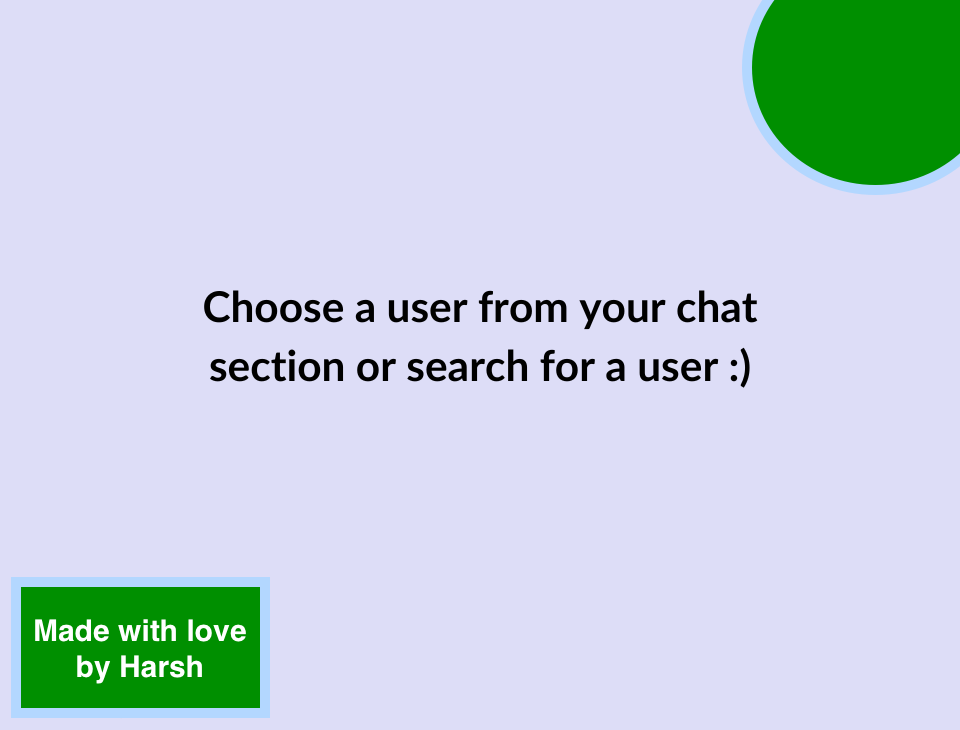 Choose a user from your chat
section or search for a user :)
Made with love
by Harsh